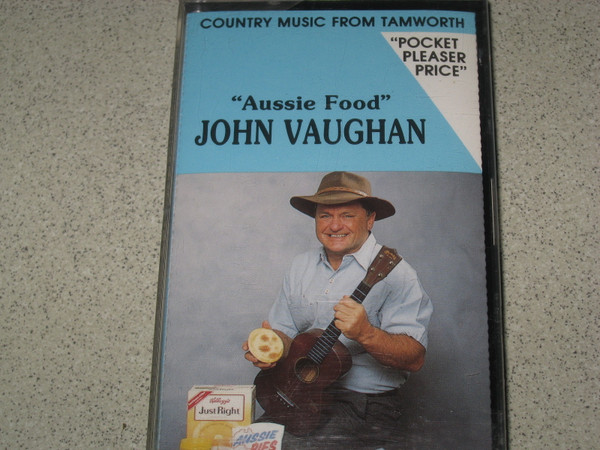 COUNTRY MUSIC FROM TAMWORTH
"POCKET
PLEASER
PRICE"
"Aussie Food"
JOHN VAUGHAN
Kellogg's
Just Right
AUSSIE
PIES